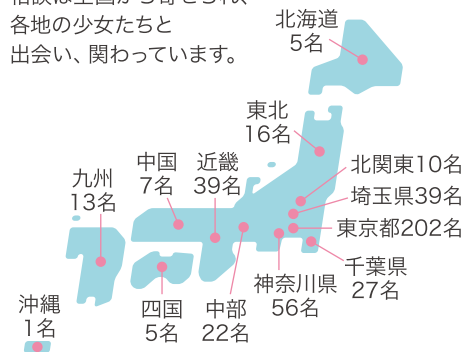 各地の少女たちと
出会い、関わっています。
北海道
5名
東北
16名
北関東10名
埼玉県39名
東京都202名
千葉県
27名
神奈川県
56名
中部
22名
近畿
39名
中国
7名
四国
5名
九州
13名
沖縄
1名